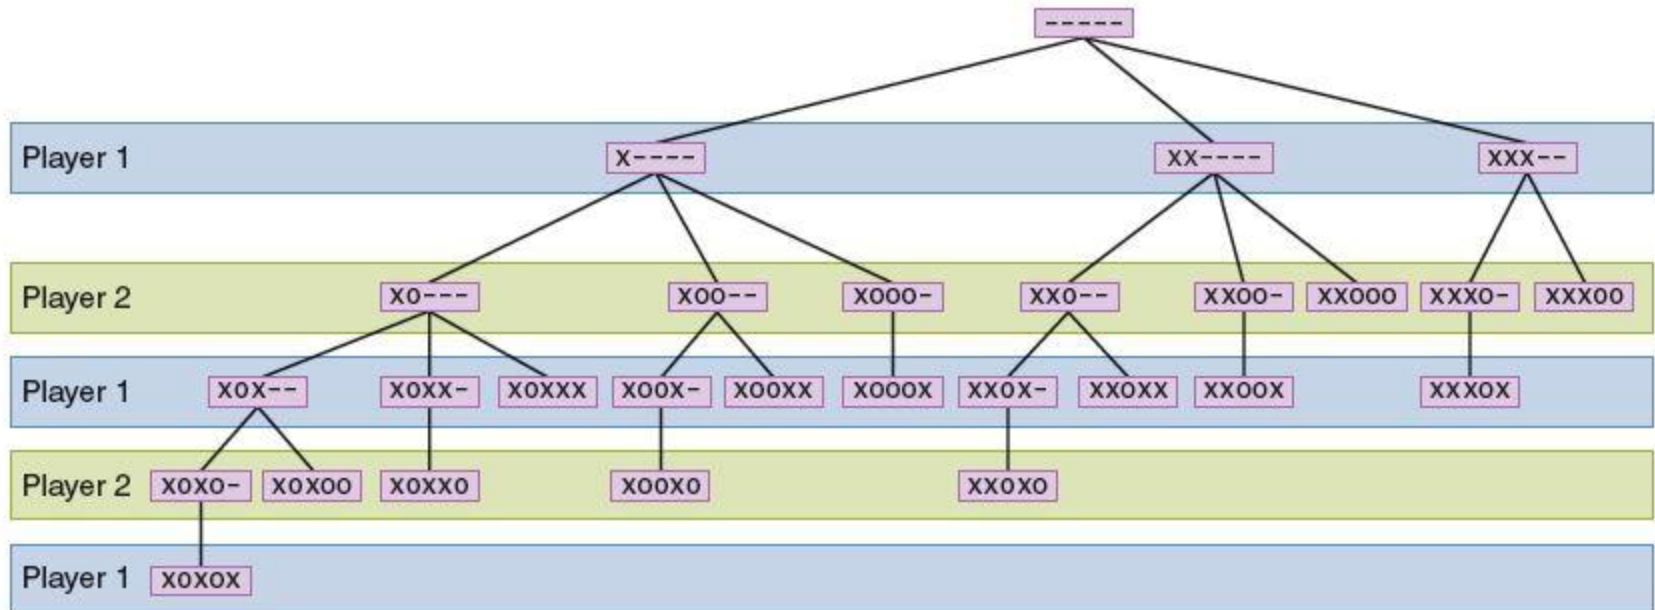 -----
Player 1 X---- XX---- XXX--
Player 2 XO--- XOO-- XOOO- XXO-- XXOO- XXOOO XXXO- XXXOO
Player 1 XOX-- XOXX- XOXXX XOOX- XOOXX XOOOX XXOX- XXOXX XXOOX XXXOX
Player 2 XOXO- XOXOO XOXXO XOOXO XXOXO
Player 1 XOXOX